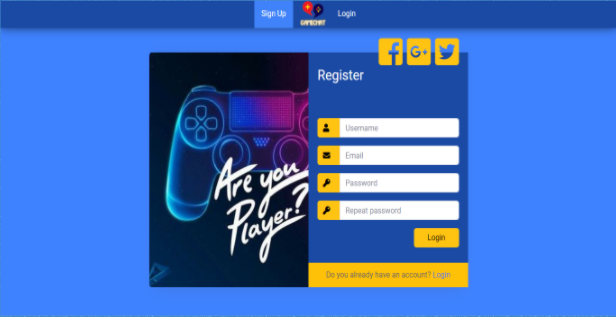 Sign Up
GAMECHAT
Login
G+
Register
Username
Email
Password
Repeat password
Login
Do you already have an account? Login
Are you
Player?